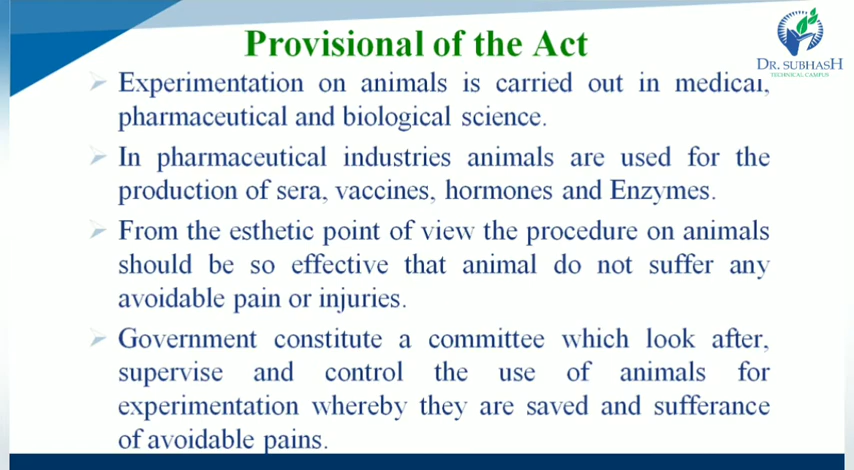 Provisional of the Act
DR. SUBHASH
TECHNICAL CAMPUS
Experimentation on animals is carried out in medical,
pharmaceutical and biological science.
In pharmaceutical industries animals are used for the
production of sera, vaccines, hormones and Enzymes.
From the esthetic point of view the procedure on animals
should be so effective that animal do not suffer any
avoidable pain or injuries.
Government constitute a committee which look after,
supervise and control the use of animals for
experimentation whereby they are saved and sufferance
of avoidable pains.